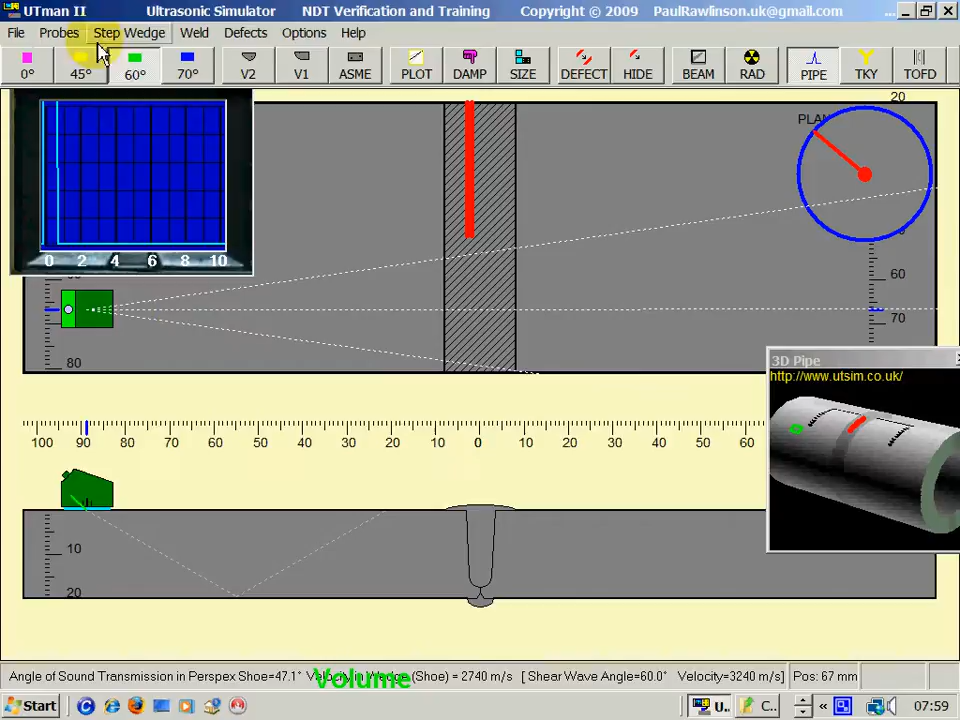 UTman II Ultrasonic Simulator NDT Verification and Training Copyright © 2009 PaulRawlinson.uk@gmail.com ...
File Probes Step Wedge Weld Defects Options Help
0° 45° 60° 70° V2 V1 ASME PLOT DAMP SIZE DEFECT HIDE BEAM RAD PIPE TKY TOFD
20
PLAN
0 2 4 6 8 10
60
70
80
3D Pipe
http://www.utsim.co.uk/
100 90 80 70 60 50 40 30 20 10 0 10 20 30 40 50 60
10
20
Angle of Sound Transmission in Perspex Shoe=47.1° Velocity in Wedge (Shoe) = 2740 m/s [ Shear Wave Angle=60.0° Velocity=3240 m/s] Pos: 67 mm
Volume
Start U.. C.. « 07:59